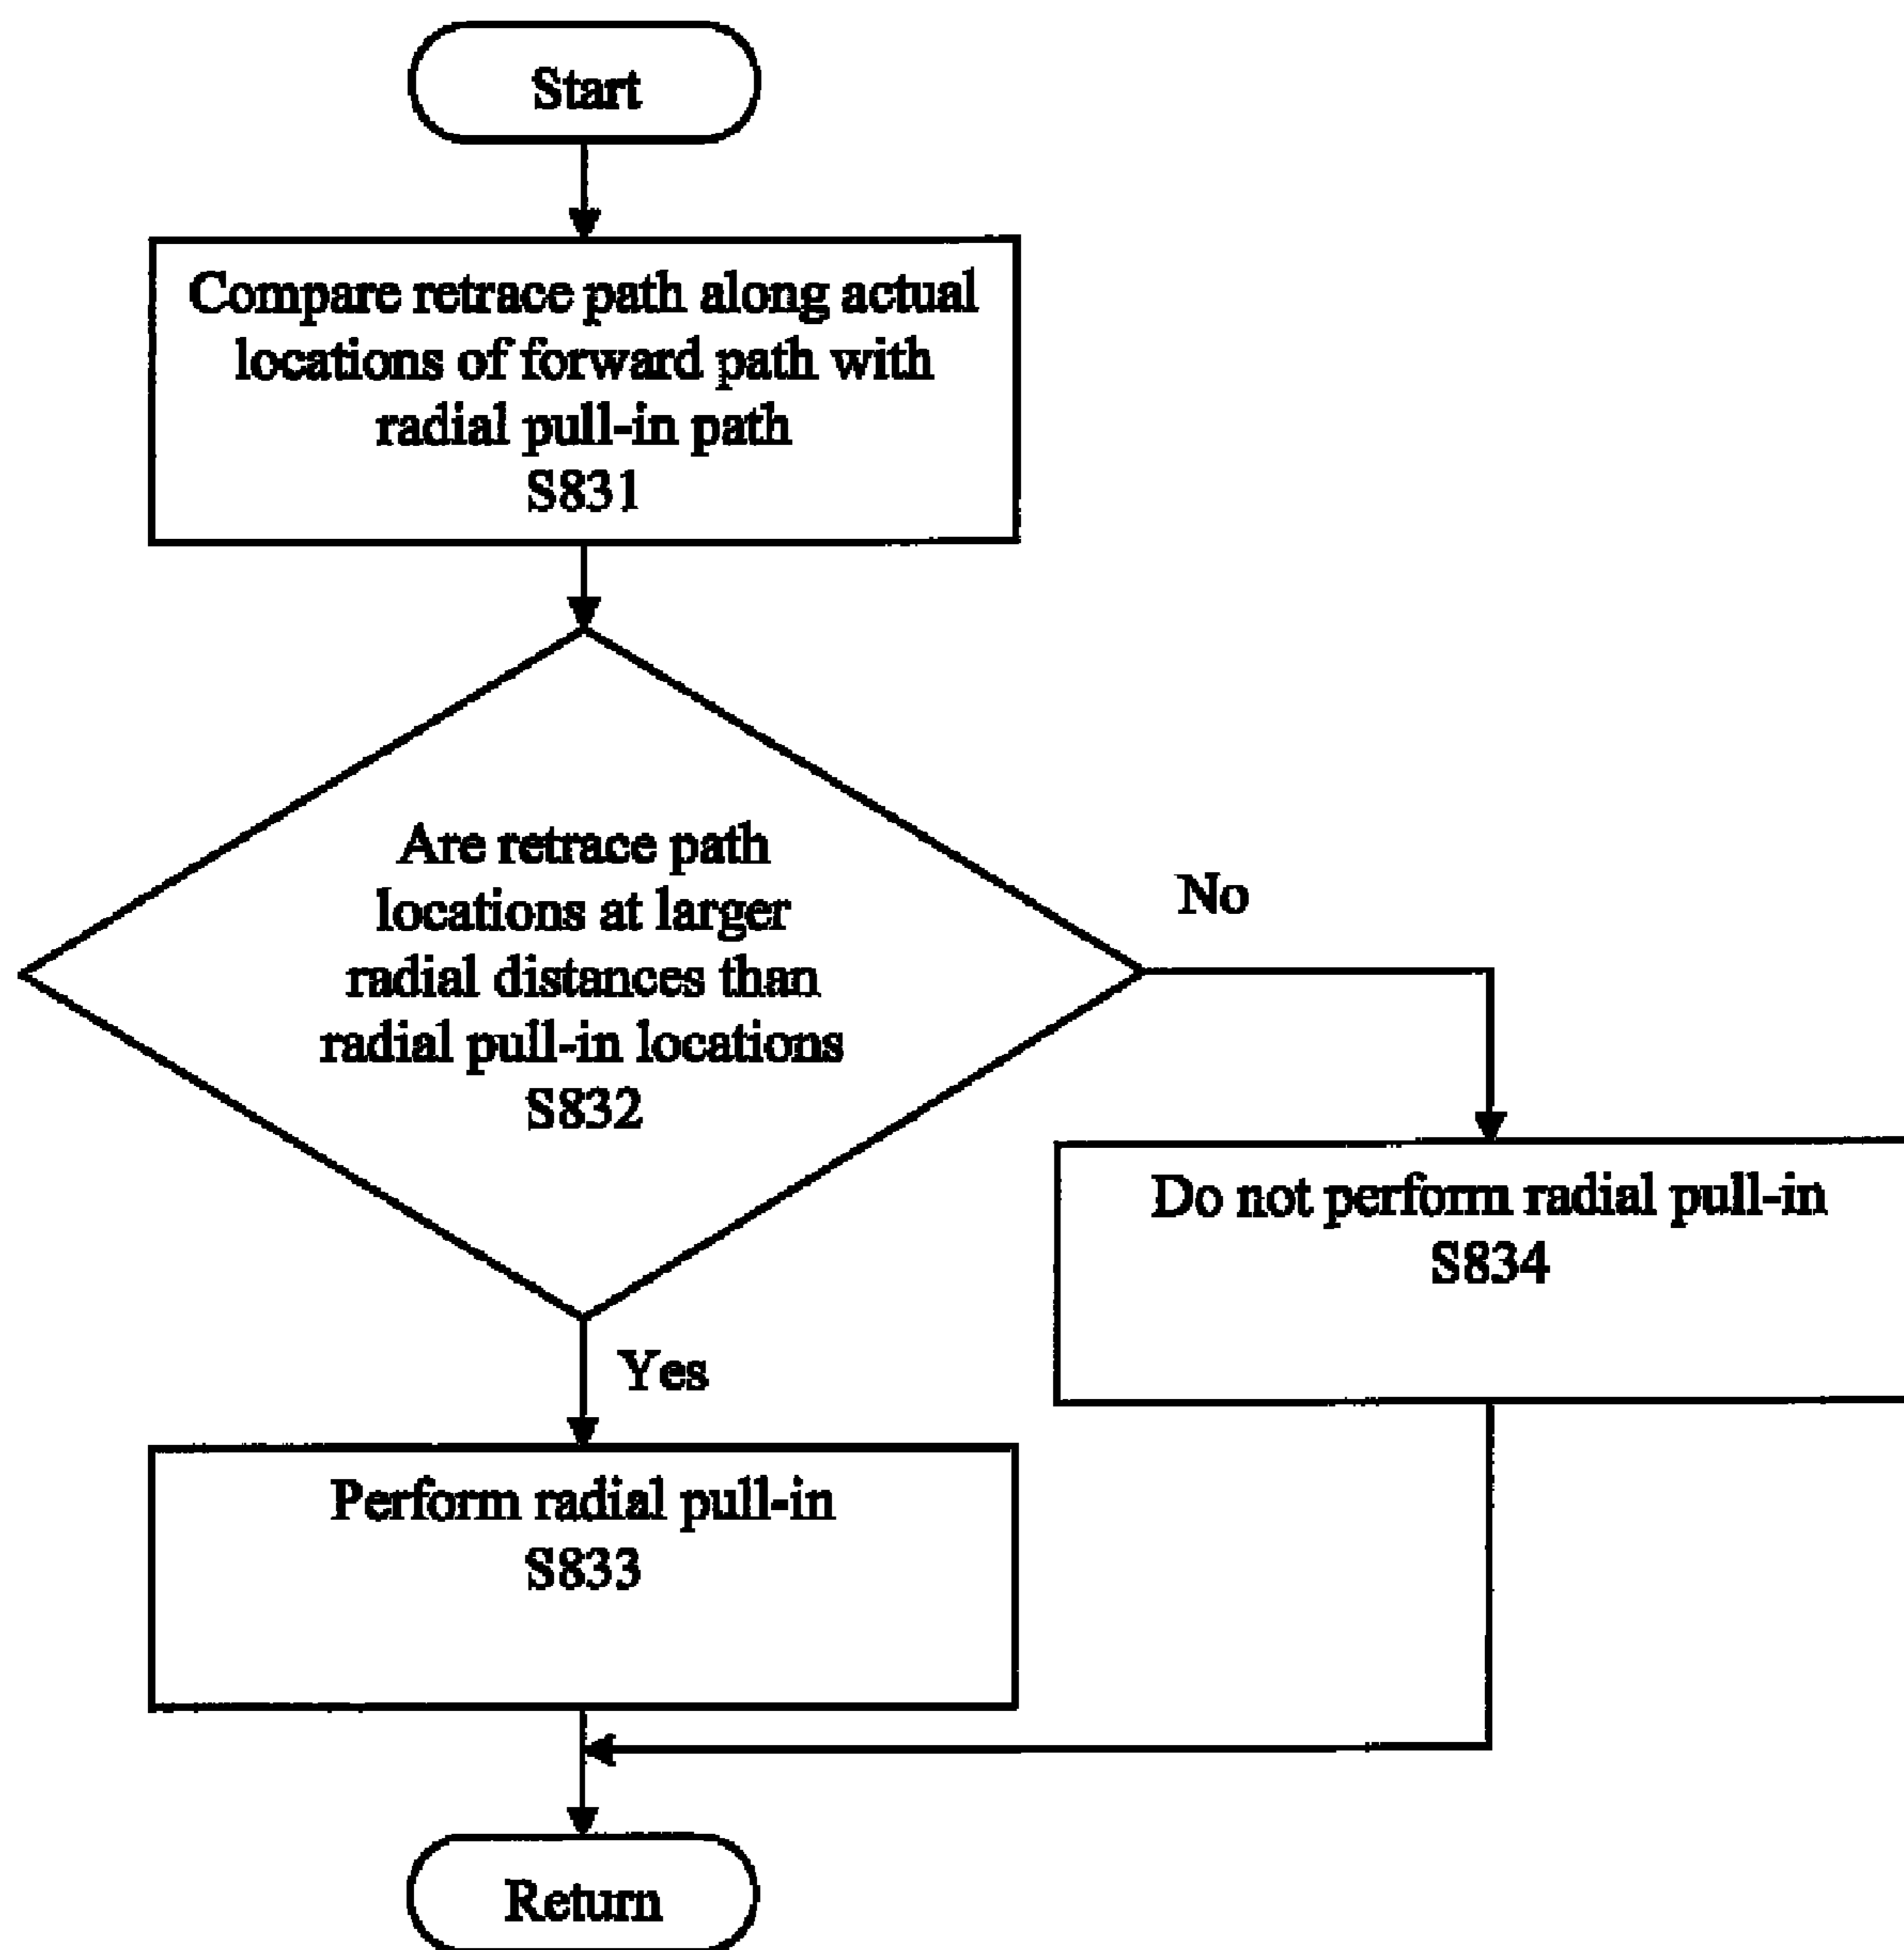 Start
Compare retrace path along actual
locations of forward path with
radial pull-in path
S831
Are retrace path
locations at larger
radial distances than
radial pull-in locations
S832
No
Do not perform radial pull-in
S834
Yes
Perform radial pull-in
S833
Return